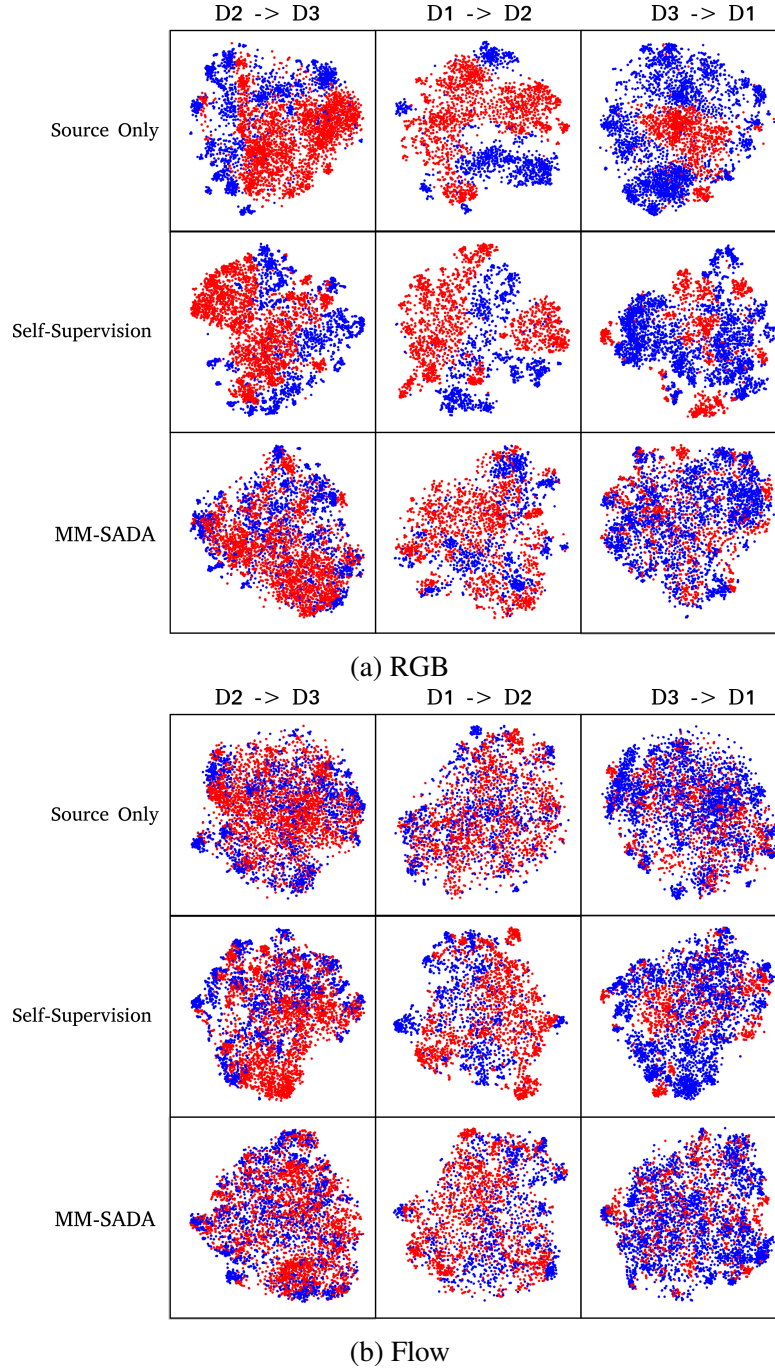 D2 -> D3 D1 -> D2 D3 -> D1
Source Only
Self-Supervision
MM-SADA
(a) RGB
D2 -> D3 D1 -> D2 D3 -> D1
Source Only
Self-Supervision
MM-SADA
(b) Flow